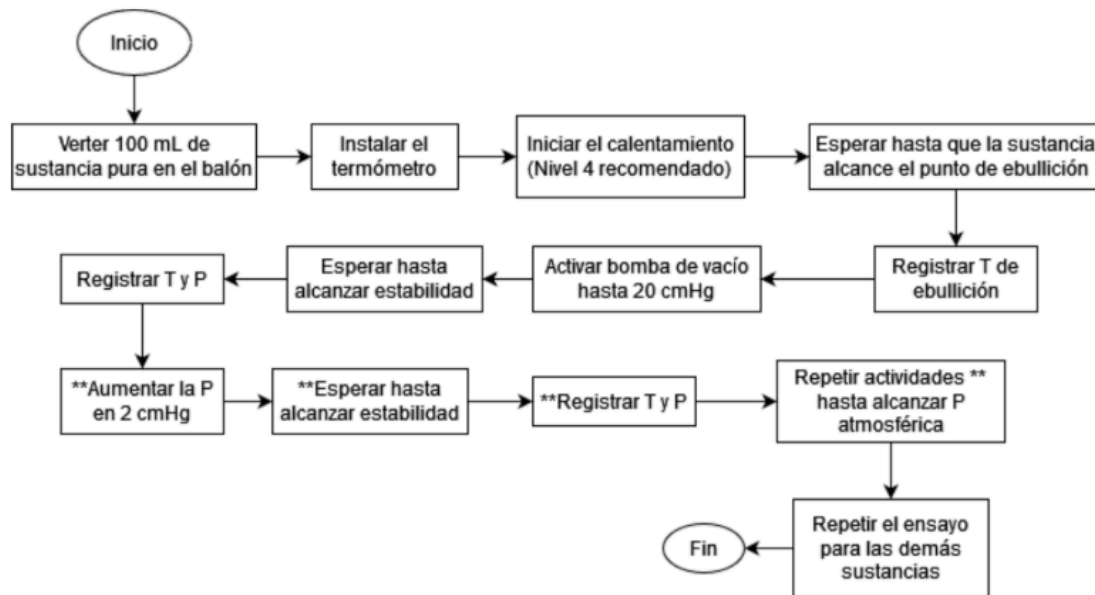 Inicio
Verter 100 mL de
sustancia pura en el balón
Instalar el
termómetro
Iniciar el calentamiento
(Nivel 4 recomendado)
Esperar hasta que la sustancia
alcance el punto de ebullición
Registrar T de
ebullición
Activar bomba de vacío
hasta 20 cmHg
Esperar hasta
alcanzar estabilidad
Registrar T y P
**Aumentar la P
en 2 cmHg
**Esperar hasta
alcanzar estabilidad
**Registrar T y P
Repetir actividades **
hasta alcanzar P
atmosférica
Repetir el ensayo
para las demás
sustancias
Fin